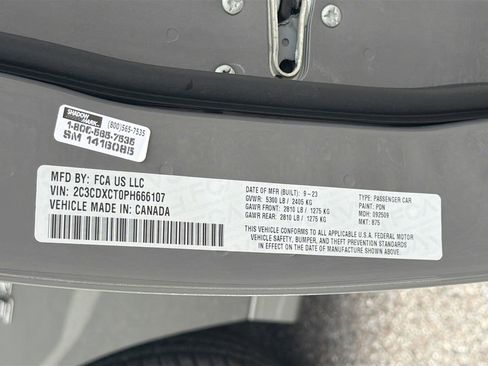 SHADOW
MARK (800)565-7535
1-800-565-7535
SM 1416085
MFD BY: FCA US LLC
VIN: 2C3CDXCT0PH666107
VEHICLE MADE IN: CANADA
DATE OF MFR (BUILT): 9-23
GVWR: 5300 LB / 2405 KG
GAWR FRONT: 2810 LB / 1275 KG
GAWR REAR: 2810 LB / 1275 KG
TYPE: PASSENGER CAR
PAINT: PDN
MDH: 092509
MKT: 875
THIS VEHICLE CONFORMS TO ALL APPLICABLE U.S.A. FEDERAL MOTOR
VEHICLE SAFETY, BUMPER, AND THEFT PREVENTION STANDARDS
IN EFFECT ON THE DATE OF MANUFACTURE SHOWN ABOVE.